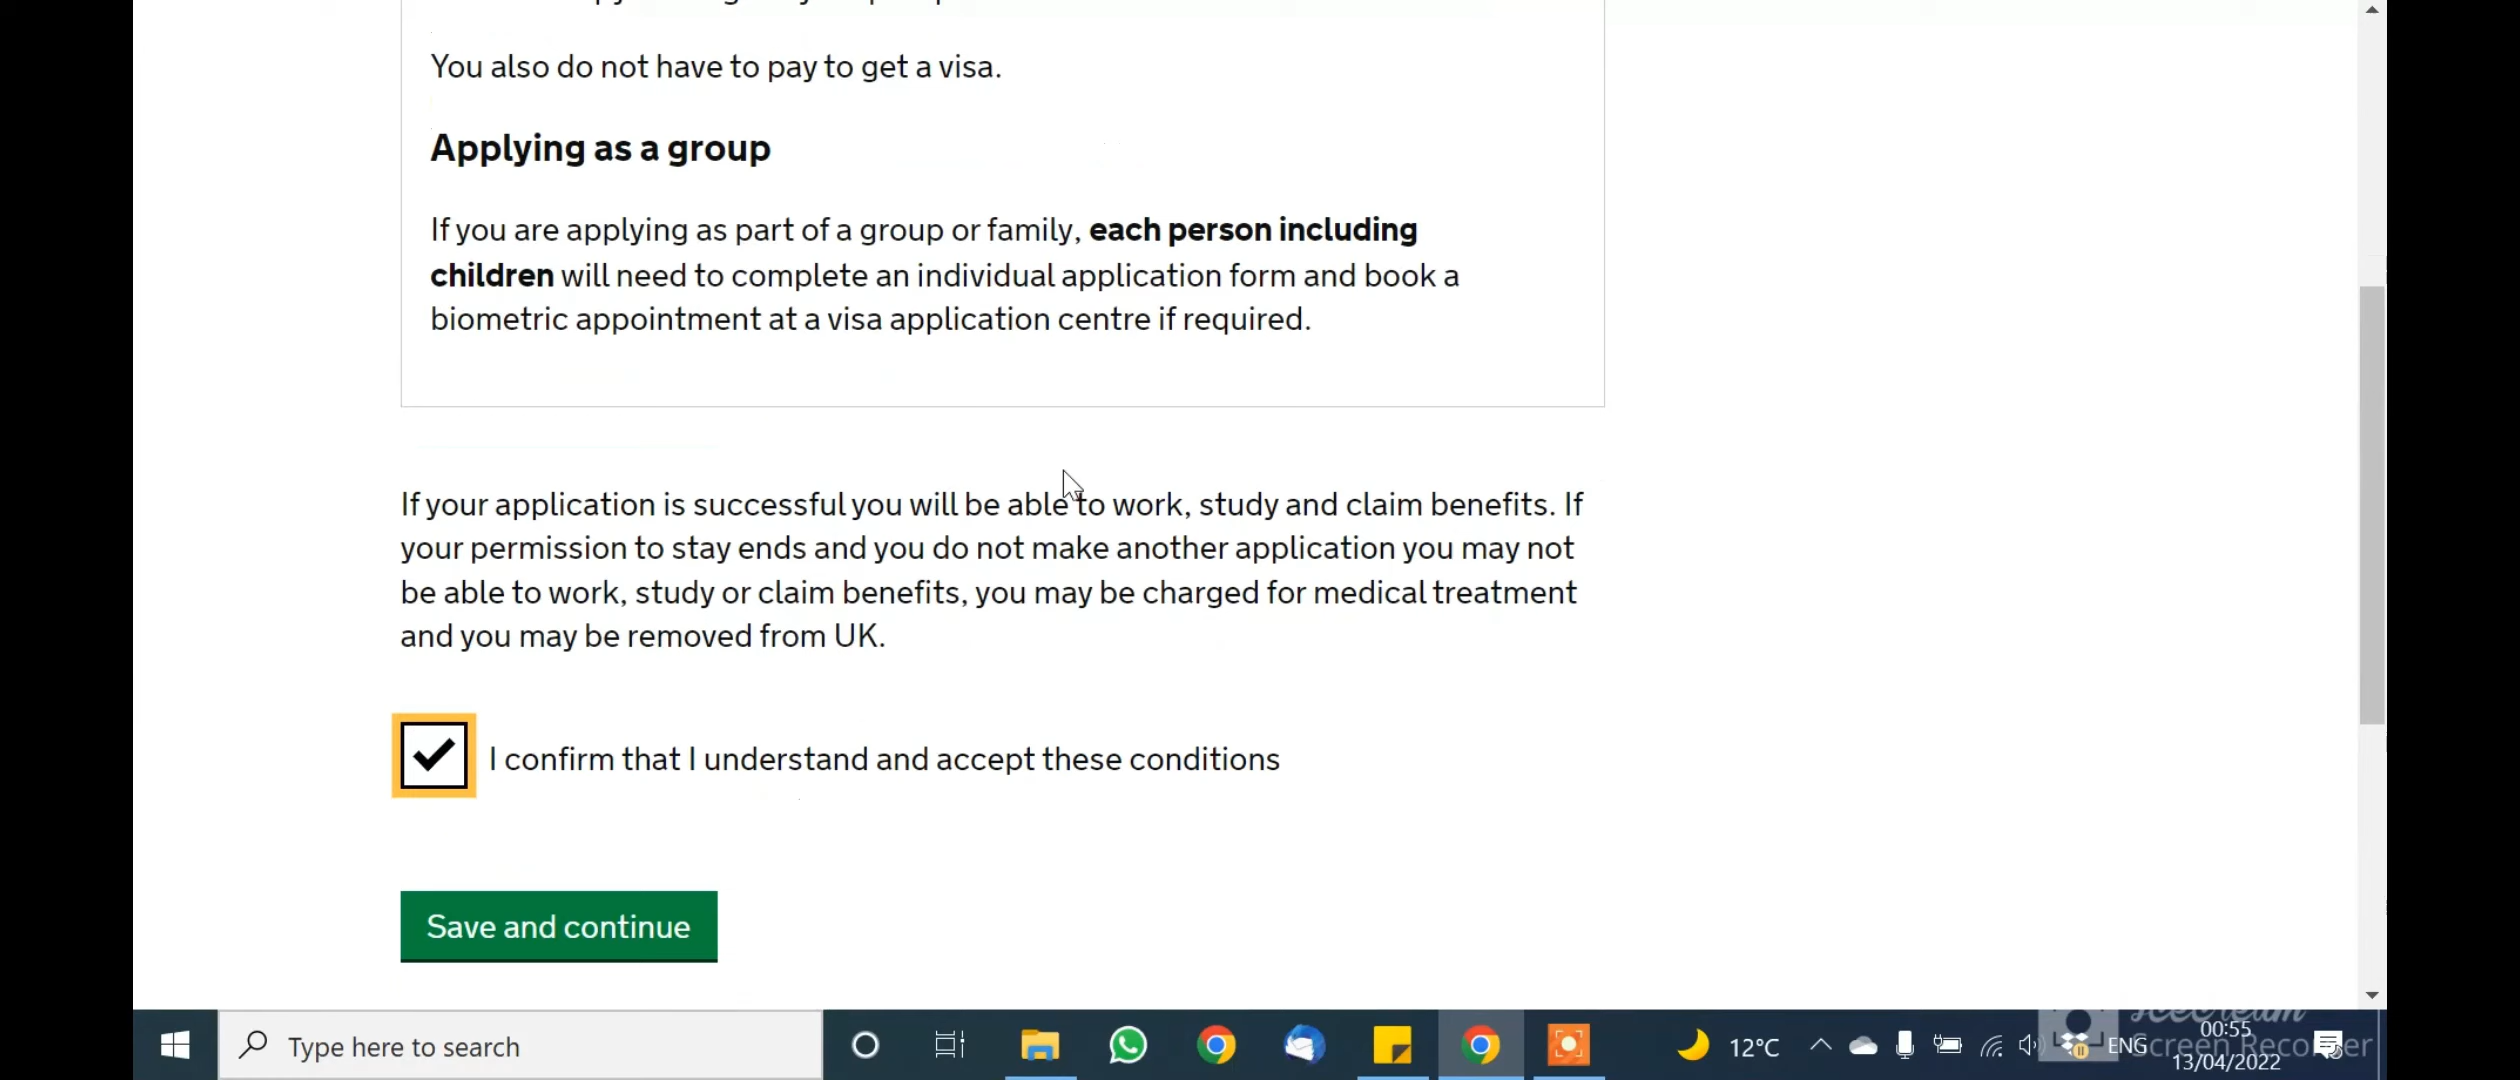 You also do not have to pay to get a visa.
Applying as a group
If you are applying as part of a group or family, each person including
children will need to complete an individual application form and book a
biometric appointment at a visa application centre if required.
If your application is successful you will be able to work, study and claim benefits. If
your permission to stay ends and you do not make another application you may not
be able to work, study or claim benefits, you may be charged for medical treatment
and you may be removed from UK.
I confirm that I understand and accept these conditions
Save and continue
Type here to search
12°C
ENG
00:55
13/04/2022
Icecream
Screen Recorder